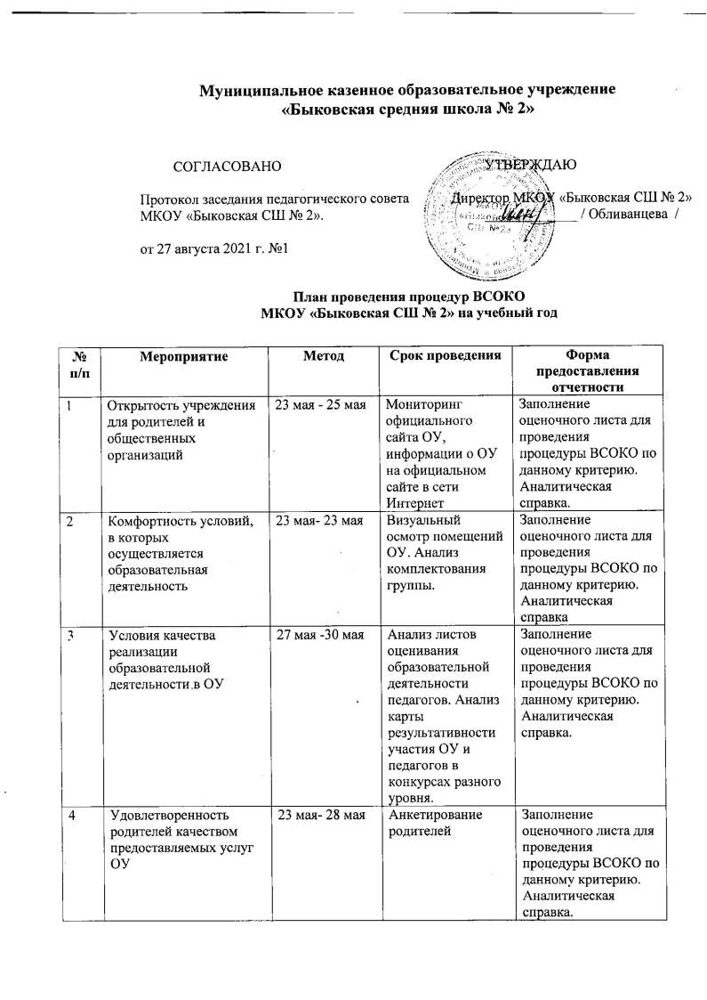 Муниципальное казенное образовательное учреждение
«Быковская средняя школа № 2»
СОГЛАСОВАНО
Протокол заседания педагогического совета
МКОУ «Быковская СШ № 2».
от 27 августа 2021 г. №1
УТВЕРЖДАЮ
Директор МКОУ «Быковская СШ № 2»
/ Обливанцева /
СШ №2»
План проведения процедур ВСОКО
МКОУ «Быковская СШ № 2» на учебный год
№
п/п
Мероприятие
Метод
Срок проведения
Форма
предоставления
отчетности
1
Открытость учреждения
для родителей и
общественных
организаций
23 мая - 25 мая
Мониторинг
официального
сайта ОУ,
информации о ОУ
на официальном
сайте в сети
Интернет
Заполнение
оценочного листа для
проведения
процедуры ВСОКО по
данному критерию.
Аналитическая
справка.
2
Комфортность условий,
в которых
осуществляется
образовательная
деятельность
23 мая- 23 мая
Визуальный
осмотр помещений
ОУ. Анализ
комплектования
группы.
Заполнение
оценочного листа для
проведения
процедуры ВСОКО по
данному критерию.
Аналитическая
справка
3
Условия качества
реализации
образовательной
деятельности в ОУ
27 мая -30 мая
Анализ листов
оценивания
образовательной
деятельности
педагогов. Анализ
карты
результативности
участия ОУ и
педагогов в
конкурсах разного
уровня.
Заполнение
оценочного листа для
проведения
процедуры ВСОКО по
данному критерию.
Аналитическая
справка.
4
Удовлетворенность
родителей качеством
предоставляемых услуг
ОУ
23 мая- 28 мая
Анкетирование
родителей
Заполнение
оценочного листа для
проведения
процедуры ВСОКО по
данному критерию.
Аналитическая
справка.